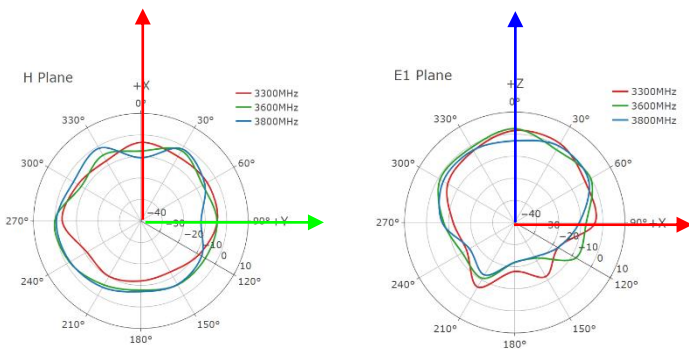 H Plane
+X
0°
30°
60°
90° +Y
120°
150°
180°
210°
240°
270°
300°
330°
-40
-30
-20
-10
0
10
3300MHz
3600MHz
3800MHz
E1 Plane
+Z
0°
30°
60°
90° +X
120°
150°
180°
210°
240°
270°
300°
330°
-40
-30
-20
-10
0
10
3300MHz
3600MHz
3800MHz